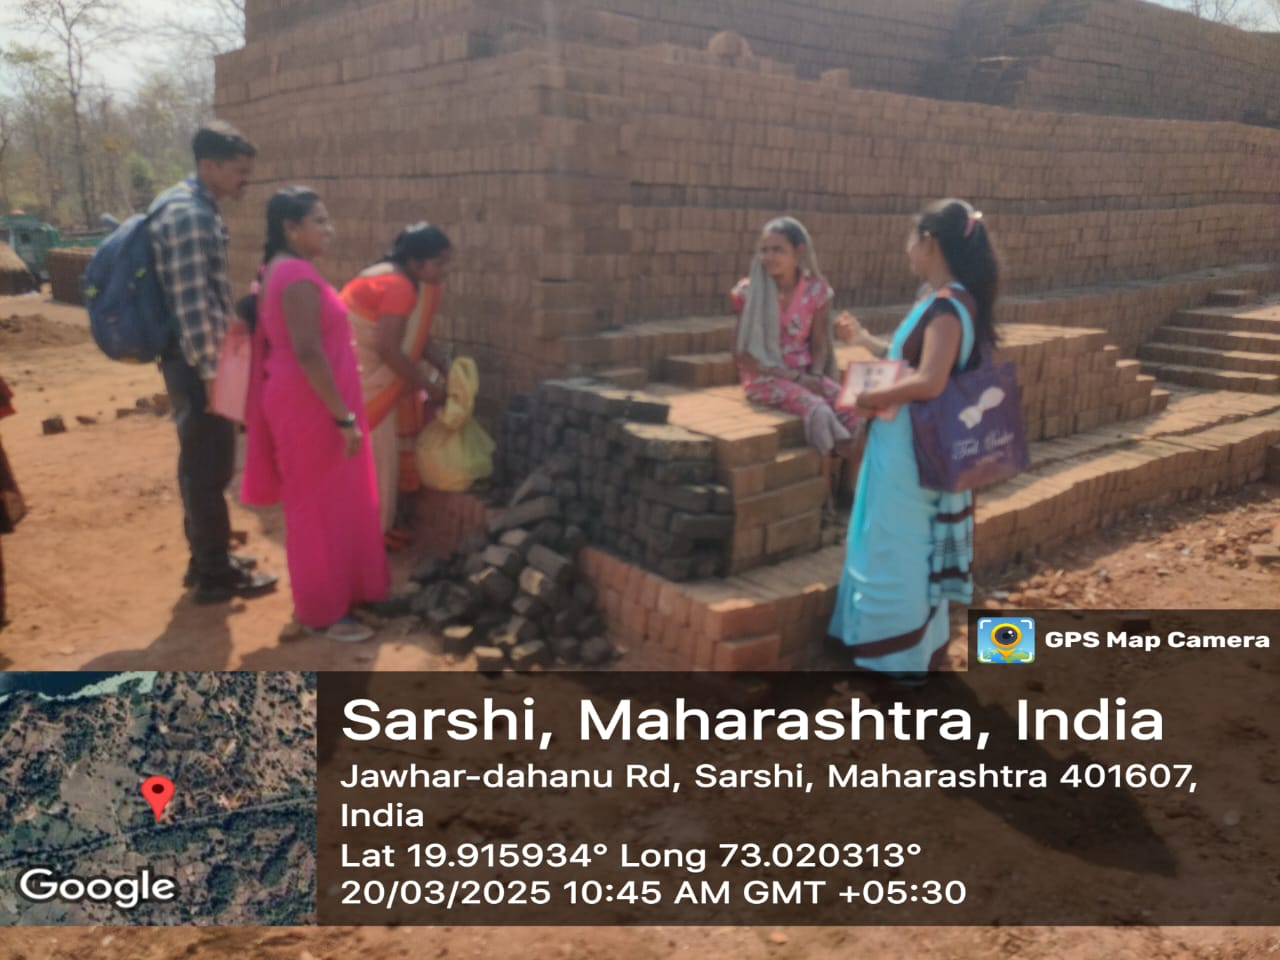 GPS Map Camera
Sarshi, Maharashtra, India
Jawhar-dahanu Rd, Sarshi, Maharashtra 401607,
India
Lat 19.915934° Long 73.020313°
20/03/2025 10:45 AM GMT +05:30
Google